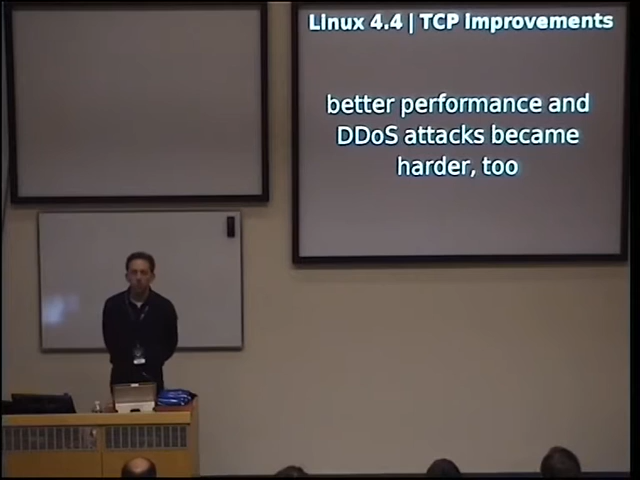 Linux 4.4 | TCP Improvements
better performance and
DDoS attacks became
harder, too